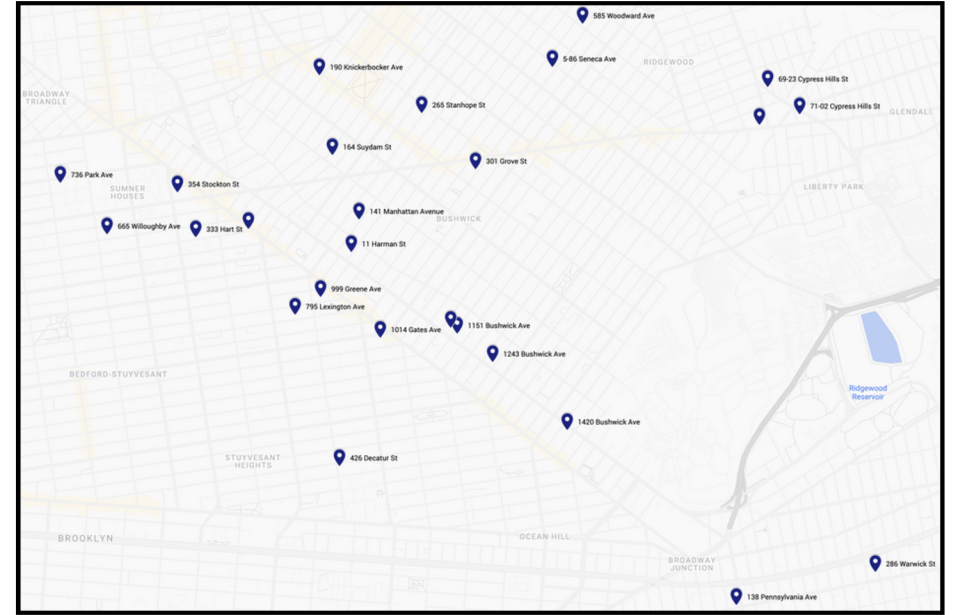 585 Woodward Ave
5-86 Seneca Ave
RIDGEWOOD
190 Knickerbocker Ave
69-23 Cypress Hills St
BROADWAY
TRIANGLE
265 Stanhope St
71-02 Cypress Hills St
GLENDALE
164 Suydam St
301 Grove St
736 Park Ave
354 Stockton St
SUMNER
HOUSES
LIBERTY PARK
141 Manhattan Avenue
BUSHWICK
665 Willoughby Ave
333 Hart St
11 Harman St
999 Greene Ave
795 Lexington Ave
1014 Gates Ave
1151 Bushwick Ave
1243 Bushwick Ave
BEDFORD-STUYVESANT
Ridgewood
Reservoir
1420 Bushwick Ave
STUYVESANT
HEIGHTS
426 Decatur St
BROOKLYN
OCEAN HILL
BROADWAY
JUNCTION
286 Warwick St
138 Pennsylvania Ave